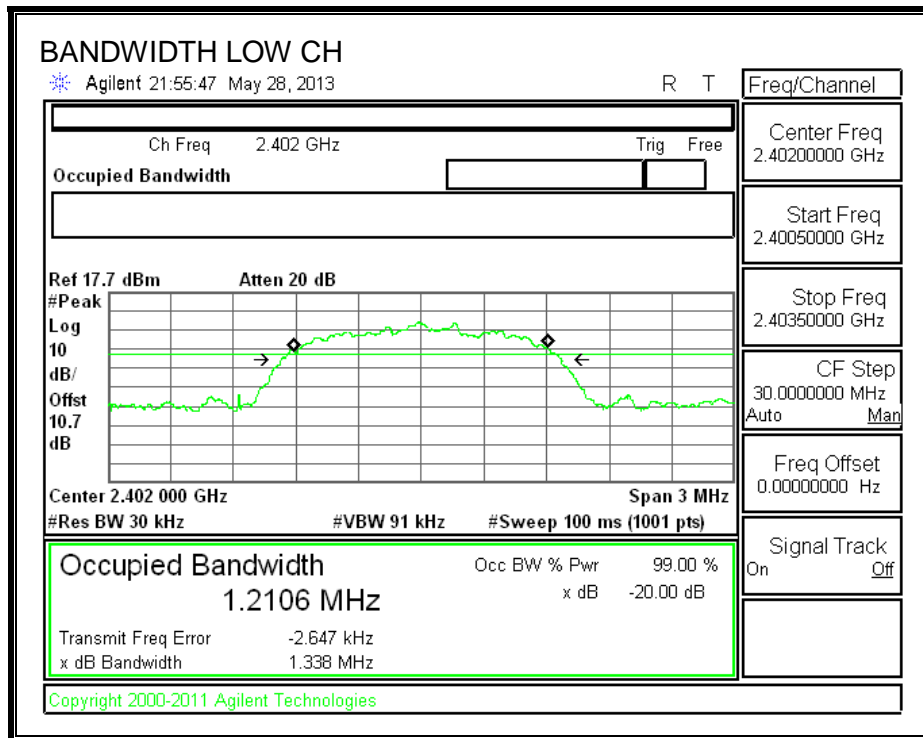 BANDWIDTH LOW CH
Agilent 21:55:47 May 28, 2013 R T
Ch Freq 2.402 GHz Trig Free
Occupied Bandwidth
Ref 17.7 dBm Atten 20 dB
#Peak
Log
10
dB/
Offst
10.7
dB
Center 2.402 000 GHz Span 3 MHz
#Res BW 30 kHz #VBW 91 kHz #Sweep 100 ms (1001 pts)
Occupied Bandwidth Occ BW % Pwr 99.00 %
1.2106 MHz x dB -20.00 dB
Transmit Freq Error -2.647 kHz
x dB Bandwidth 1.338 MHz
Copyright 2000-2011 Agilent Technologies
Freq/Channel
Center Freq
2.40200000 GHz
Start Freq
2.40050000 GHz
Stop Freq
2.40350000 GHz
CF Step
30.0000000 MHz
Auto Man
Freq Offset
0.00000000 Hz
Signal Track
On Off